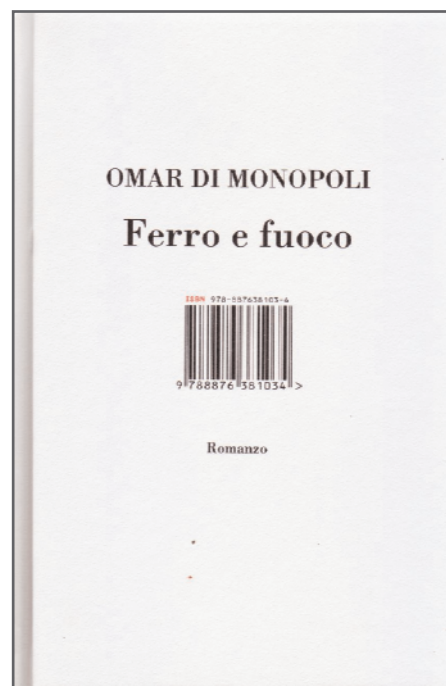 OMAR DI MONOPOLI
Ferro e fuoco
ISBN 978-887638103-4
9 788876 381034 >
Romanzo